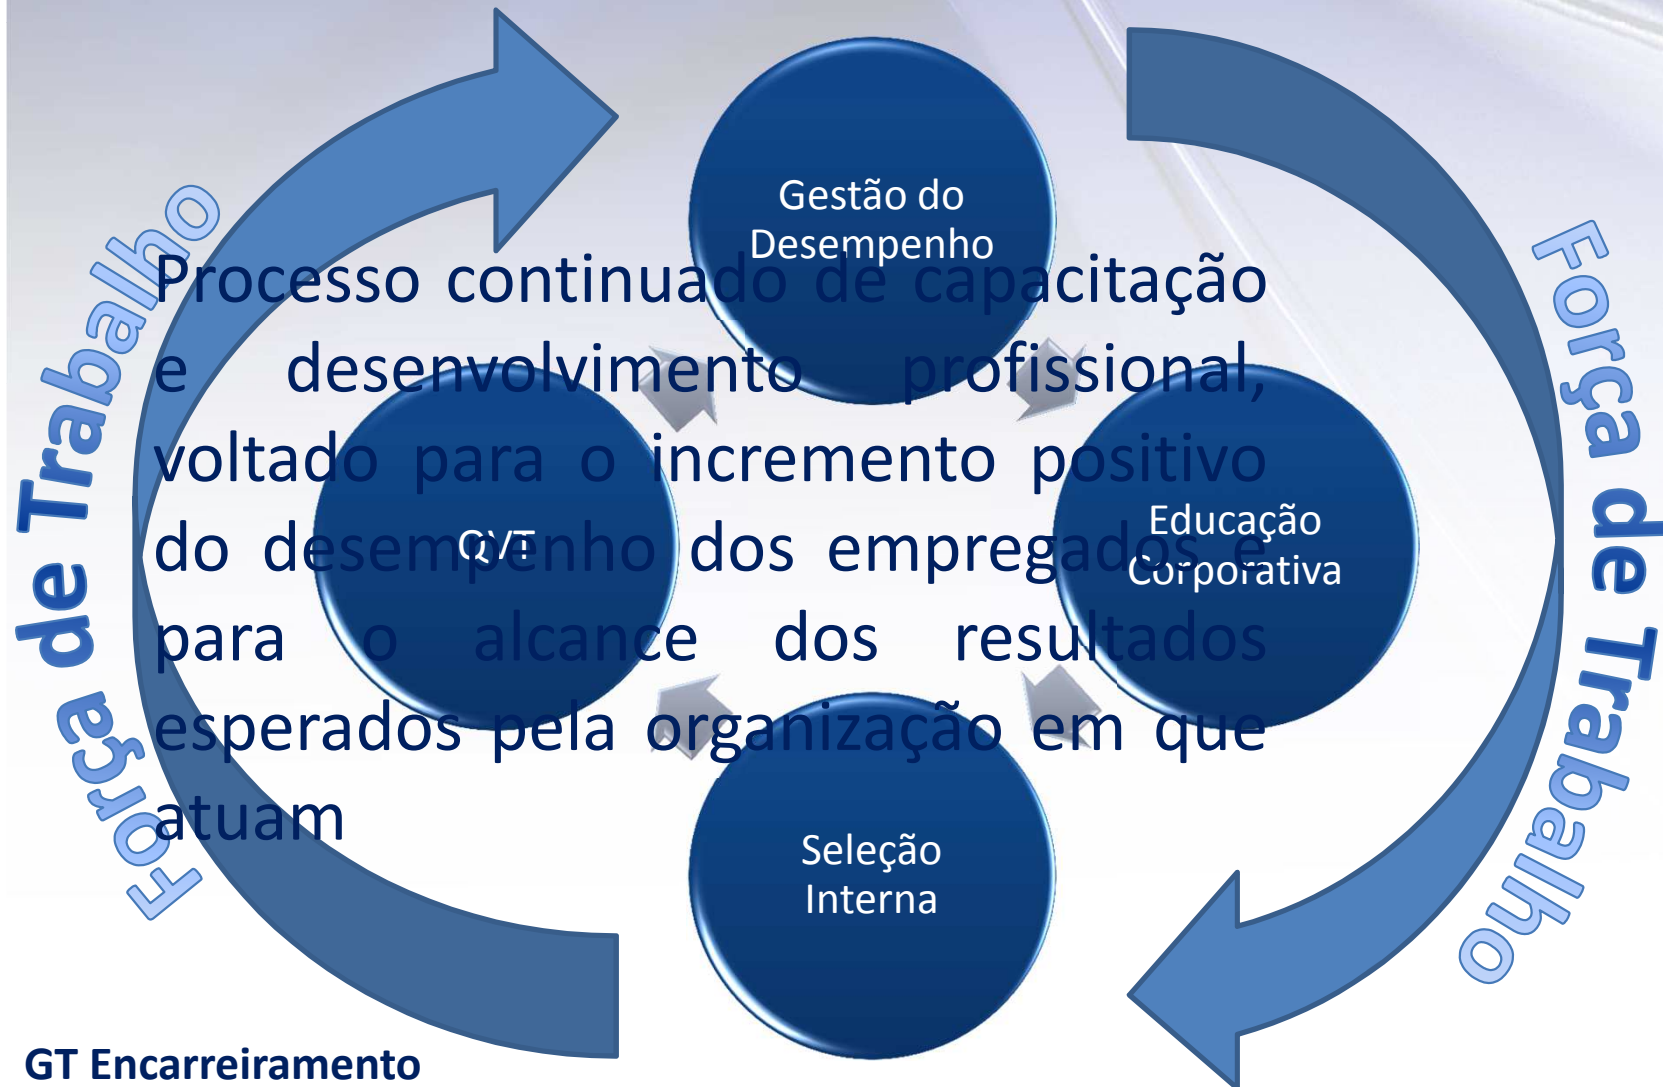 Gestão do
Desempenho
Processo continuado de capacitação
e desenvolvimento profissional,
voltado para o incremento positivo
do desempenho dos empregados e
para o alcance dos resultados
esperados pela organização em que
atuam
QVT
Educação
Corporativa
Seleção
Interna
Força de Trabalho
Força de Trabalho
GT Encarreiramento